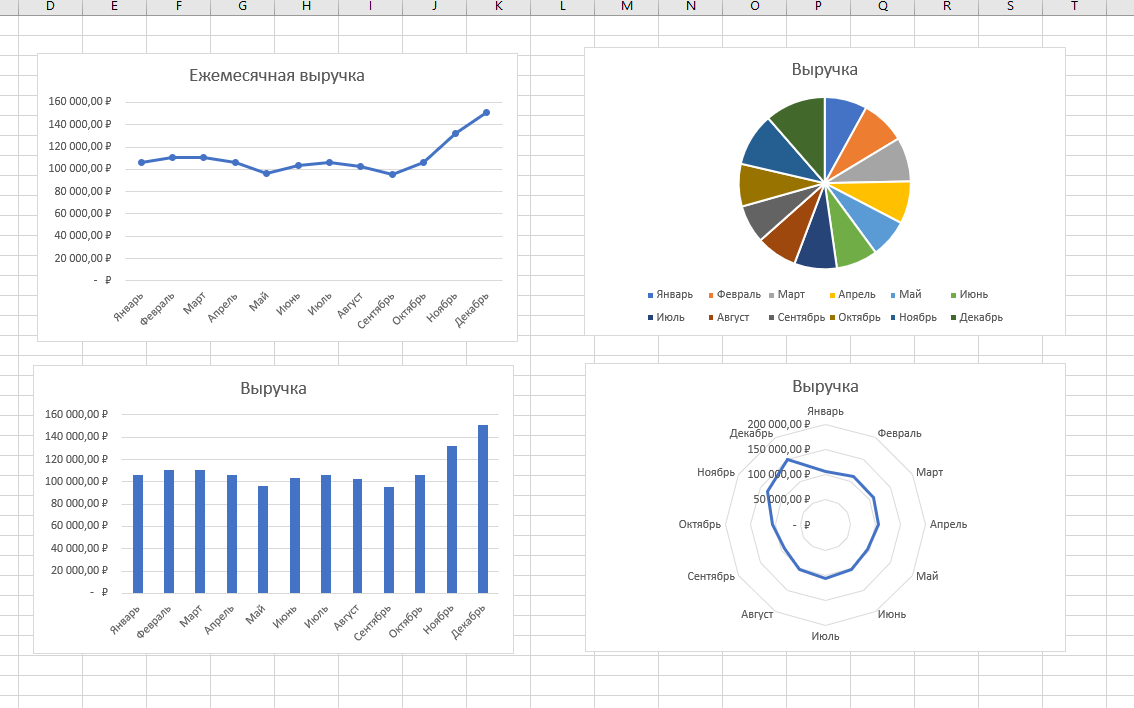 D E F G H I J K L M N O P Q R S T
Ежемесячная выручка
160 000,00 ₽
140 000,00 ₽
120 000,00 ₽
100 000,00 ₽
80 000,00 ₽
60 000,00 ₽
40 000,00 ₽
20 000,00 ₽
- ₽
Январь Февраль Март Апрель Май Июнь Июль Август Сентябрь Октябрь Ноябрь Декабрь
Выручка
Январь Февраль Март Апрель Май Июнь
Июль Август Сентябрь Октябрь Ноябрь Декабрь
Выручка
160 000,00 ₽
140 000,00 ₽
120 000,00 ₽
100 000,00 ₽
80 000,00 ₽
60 000,00 ₽
40 000,00 ₽
20 000,00 ₽
- ₽
Январь Февраль Март Апрель Май Июнь Июль Август Сентябрь Октябрь Ноябрь Декабрь
Выручка
Январь
200 000,00 ₽
Декабрь Февраль
150 000,00 ₽
Ноябрь 100 000,00 ₽ Март
50 000,00 ₽
Октябрь - ₽ Апрель
Сентябрь Май
Август Июнь
Июль